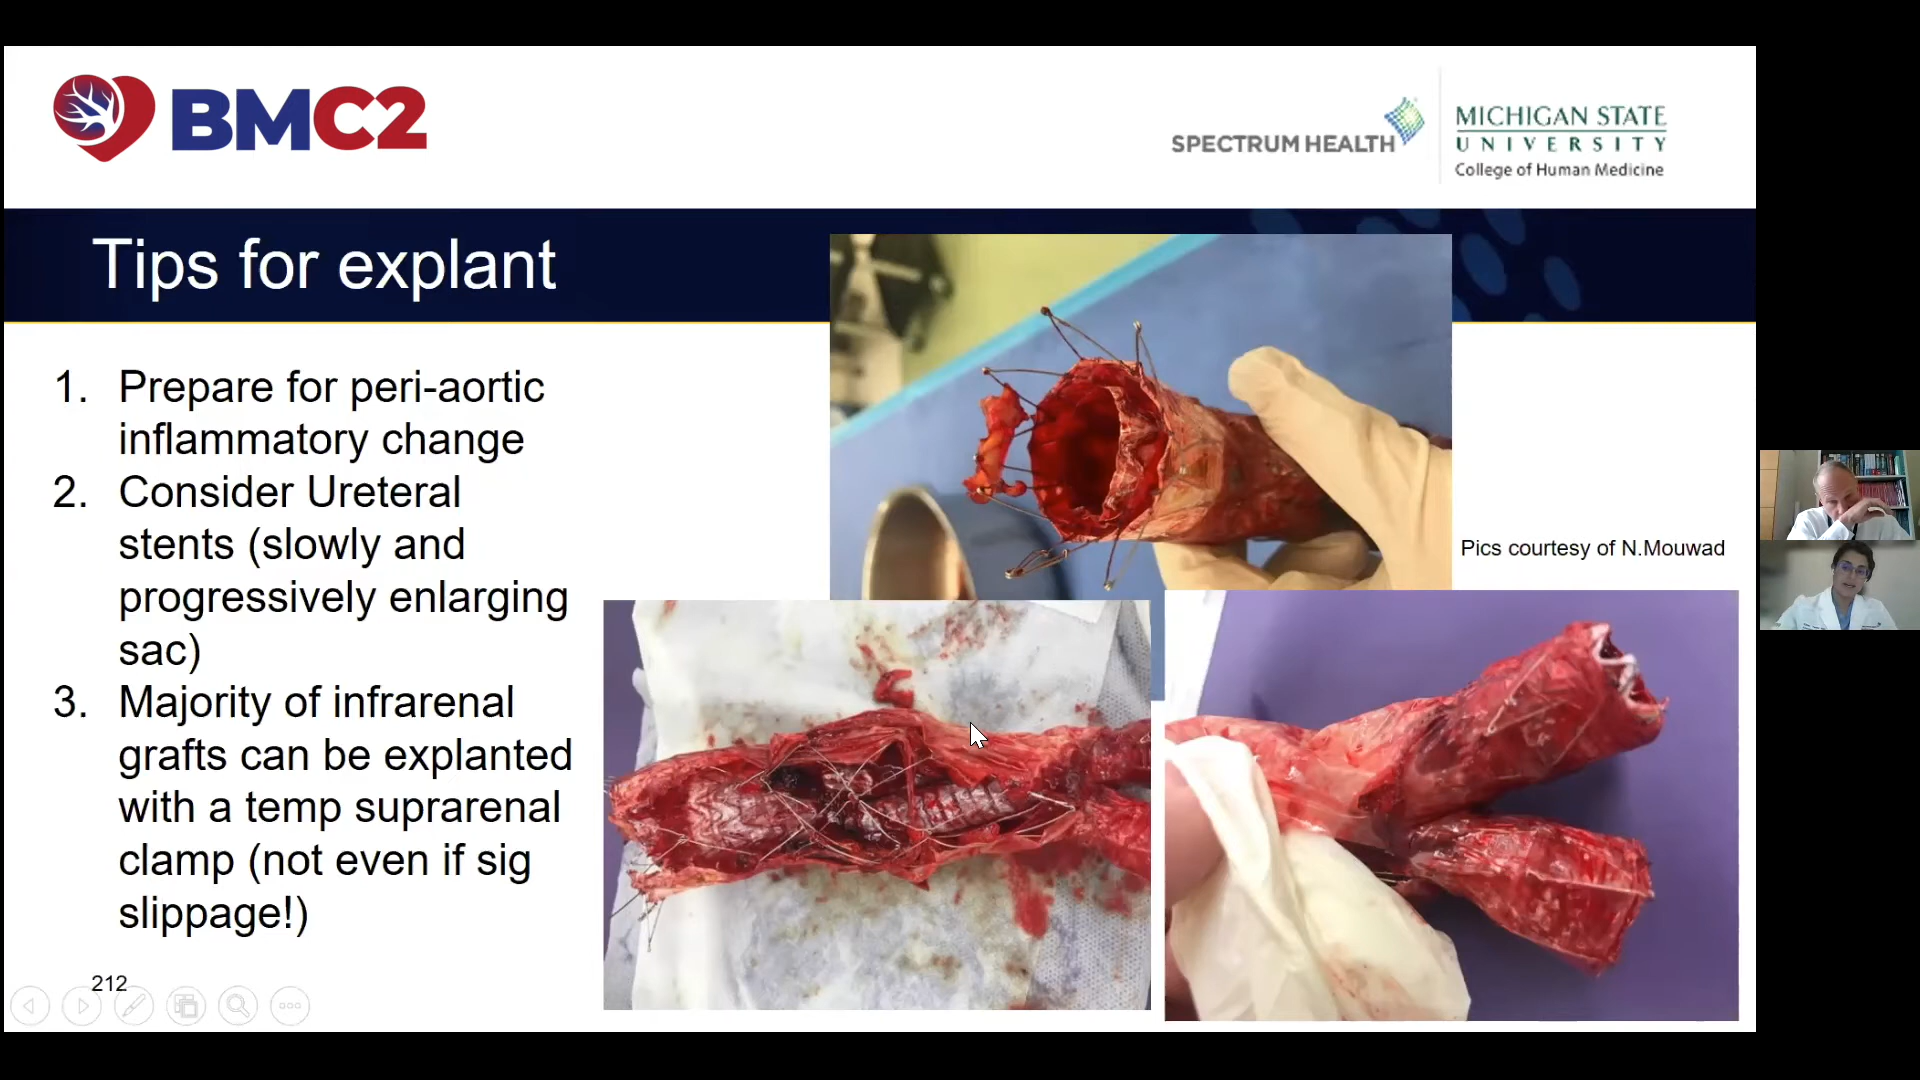 BMC2
SPECTRUM HEALTH
MICHIGAN STATE
UNIVERSITY
College of Human Medicine
Tips for explant
1. Prepare for peri-aortic
inflammatory change
2. Consider Ureteral
stents (slowly and
progressively enlarging
sac)
3. Majority of infrarenal
grafts can be explanted
with a temp suprarenal
clamp (not even if sig
slippage!)
Pics courtesy of N.Mouwad
212